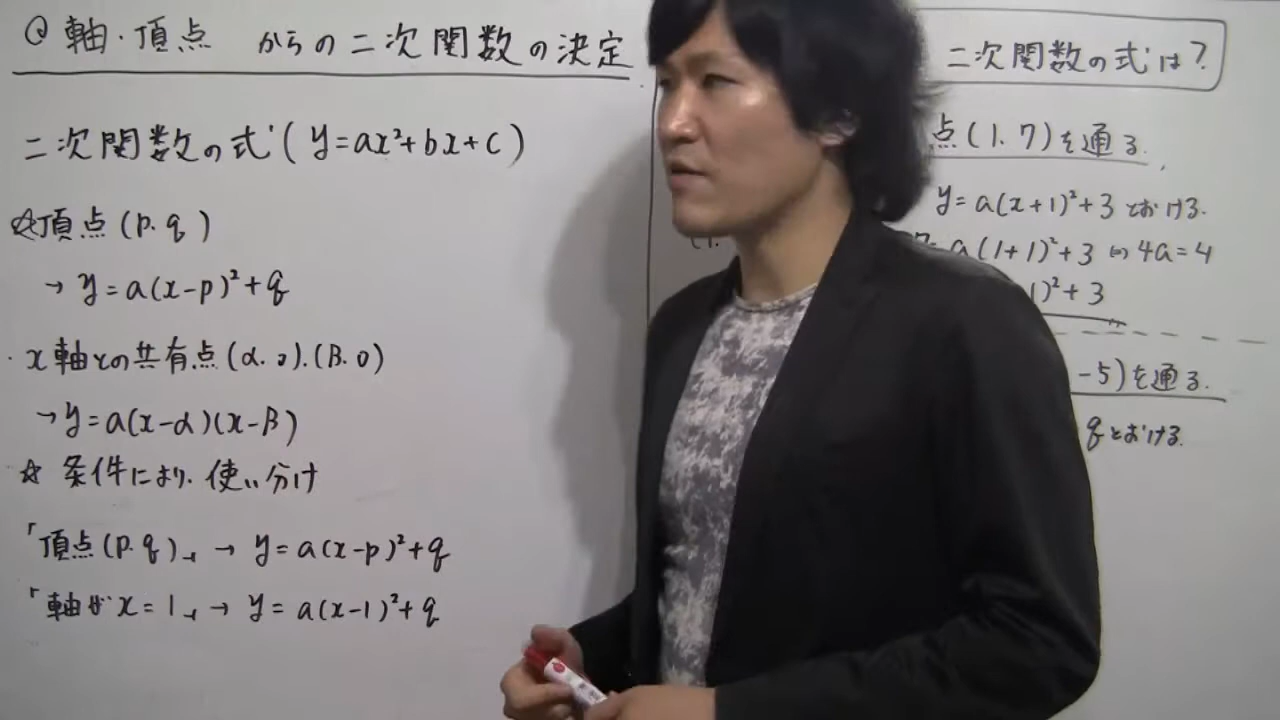 @ 軸・頂点 からの二次関数の決定
二次関数の式 (y=ax²+bx+c)
☆頂点 (p.q)
→ y=a(x-p)²+q
・x軸との共有点(α.0).(β.0)
→y=a(x-α)(x-β)
☆ 条件により. 使い分け
「頂点(p.q)」→ y=a(x-p)²+q
「軸が x=1」→ y=a(x-1)²+q
二次関数の式は?
点(1.7)を通る.
y=a(x+1)²+3 とおける.
a(1+1)²+3 ⇔ 4a=4
)²+3
-5)を通る.
qとおける.